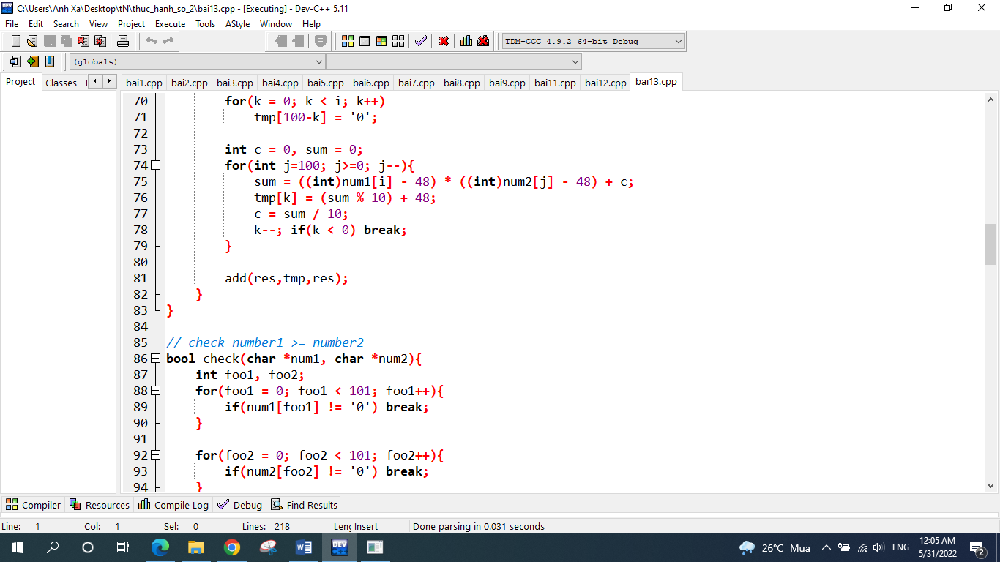 C:\Users\Anh Xa\Desktop\tN\thuc_hanh_so_2\bai13.cpp - [Executing] - Dev-C++ 5.11
File Edit Search View Project Execute Tools AStyle Window Help
TDM-GCC 4.9.2 64-bit Debug
(globals)
Project Classes
bai1.cpp bai2.cpp bai3.cpp bai4.cpp bai5.cpp bai6.cpp bai7.cpp bai8.cpp bai9.cpp bai11.cpp bai12.cpp bai13.cpp
70 for(k = 0; k < i; k++)
71 tmp[100-k] = '0';
72
73 int c = 0, sum = 0;
74 for(int j=100; j>=0; j--){
75 sum = ((int)num1[i] - 48) * ((int)num2[j] - 48) + c;
76 tmp[k] = (sum % 10) + 48;
77 c = sum / 10;
78 k--; if(k < 0) break;
79 }
80
81 add(res,tmp,res);
82 }
83 }
84
85 // check number1 >= number2
86 bool check(char *num1, char *num2){
87 int foo1, foo2;
88 for(foo1 = 0; foo1 < 101; foo1++){
89 if(num1[foo1] != '0') break;
90 }
91
92 for(foo2 = 0; foo2 < 101; foo2++){
93 if(num2[foo2] != '0') break;
94 }
Compiler Resources Compile Log Debug Find Results
Line: 1 Col: 1 Sel: 0 Lines: 218 Insert Done parsing in 0.031 seconds
DEV
26°C Mưa ENG 12:05 AM
5/31/2022 2